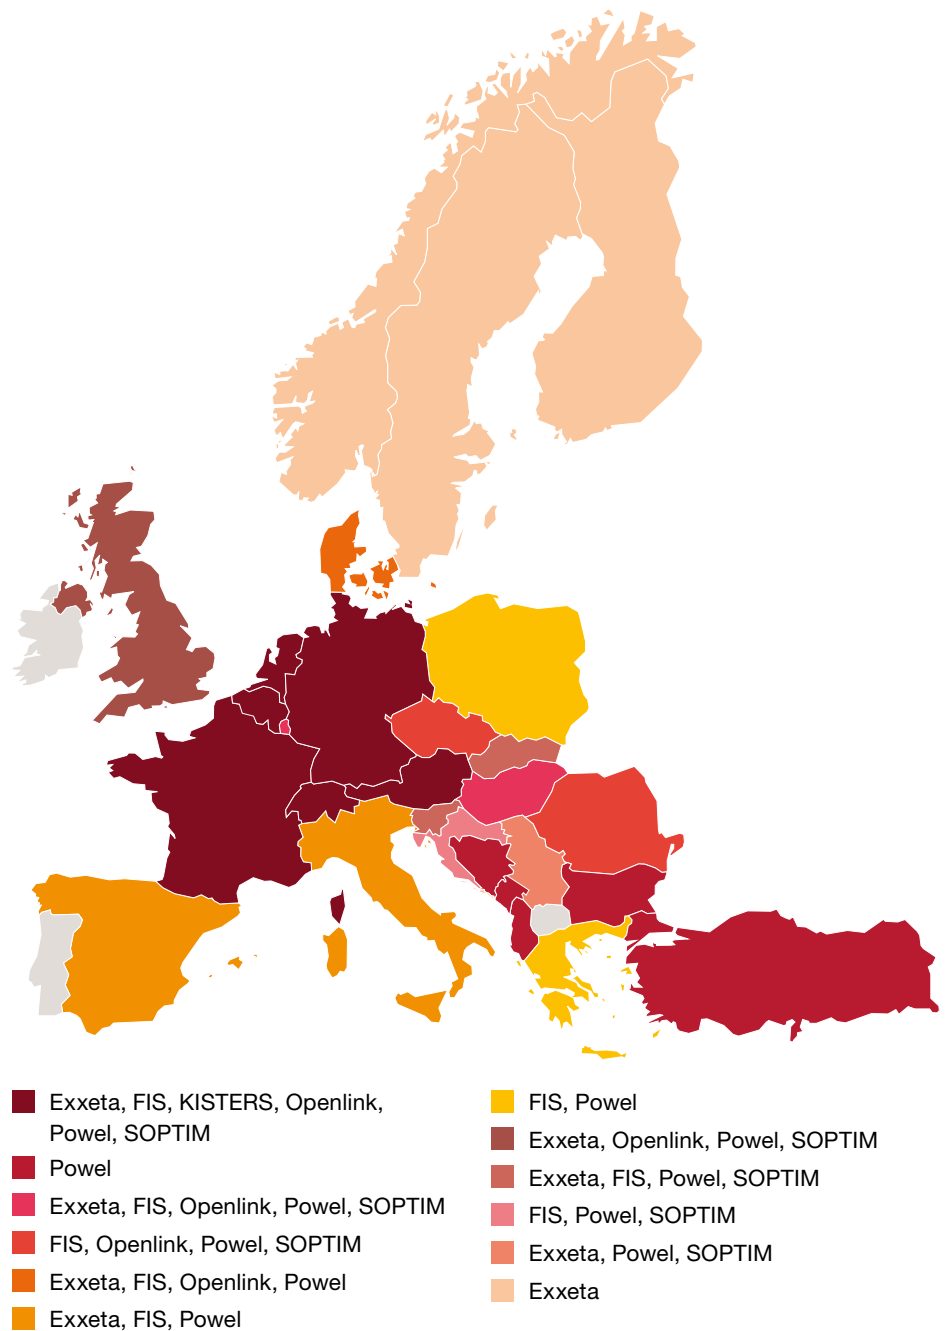 Exxeta, FIS, KISTERS, Openlink,
Powel, SOPTIM
Powel
Exxeta, FIS, Openlink, Powel, SOPTIM
FIS, Openlink, Powel, SOPTIM
Exxeta, FIS, Openlink, Powel
Exxeta, FIS, Powel
FIS, Powel
Exxeta, Openlink, Powel, SOPTIM
Exxeta, FIS, Powel, SOPTIM
FIS, Powel, SOPTIM
Exxeta, Powel, SOPTIM
Exxeta